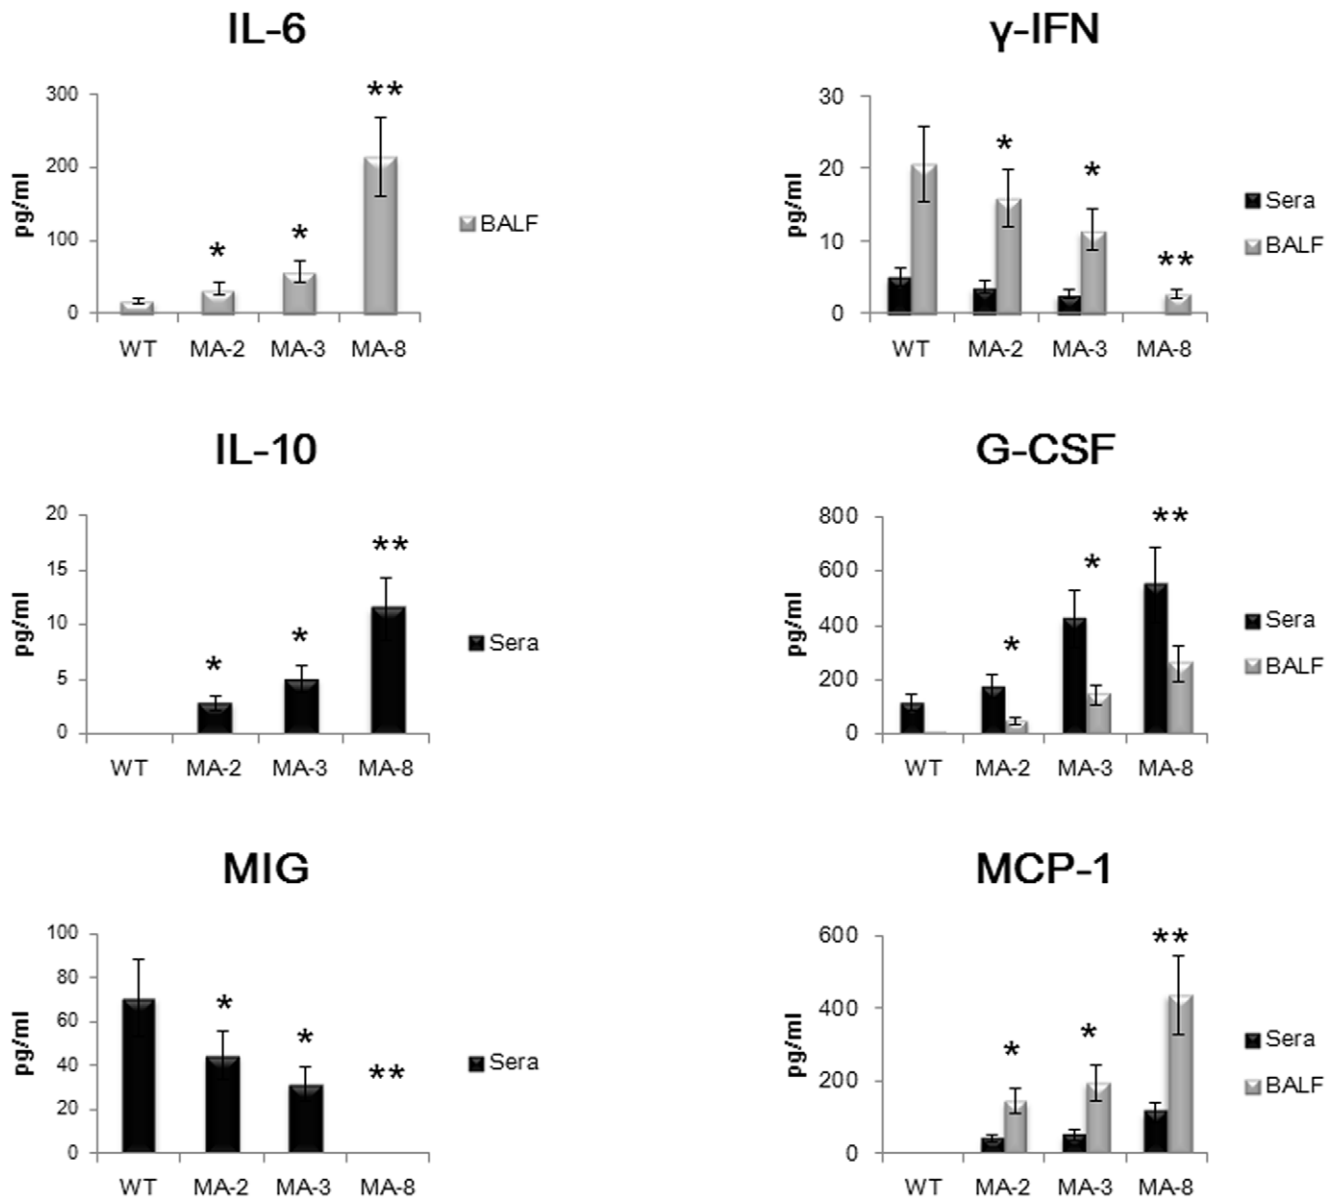 IL-6
pg/ml
300
200
100
0
*
*
**
WT MA-2 MA-3 MA-8
BALF
γ-IFN
pg/ml
30
20
10
0
*
*
**
WT MA-2 MA-3 MA-8
Sera
BALF
IL-10
pg/ml
20
15
10
5
0
*
*
**
WT MA-2 MA-3 MA-8
Sera
G-CSF
pg/ml
800
600
400
200
0
*
*
**
WT MA-2 MA-3 MA-8
Sera
BALF
MIG
pg/ml
100
80
60
40
20
0
*
*
**
WT MA-2 MA-3 MA-8
Sera
MCP-1
pg/ml
600
400
200
0
*
*
**
WT MA-2 MA-3 MA-8
Sera
BALF